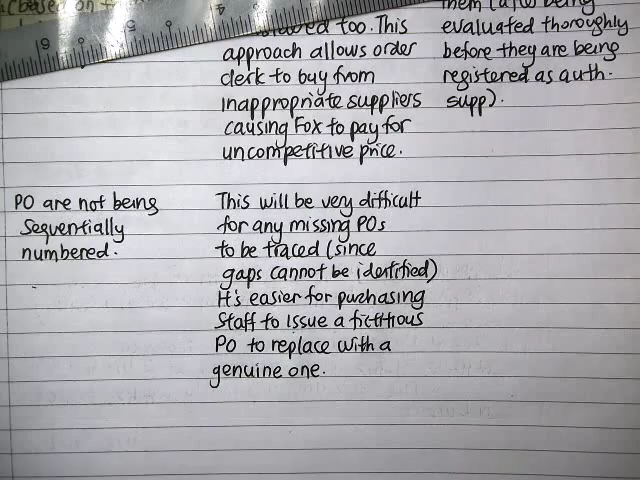 too. This
approach allows order
clerk to buy from
inappropriate suppliers
causing Fox to pay for
uncompetitive price.
evaluated thoroughly
before they are being
registered as auth.
supp).
PO are not being
sequentially
numbered.
This will be very difficult
for any missing POs
to be traced (since
gaps cannot be identified)
It's easier for puzhasing
Staff to issue a fictitious
PO to replace with a
genuine one.
6
5